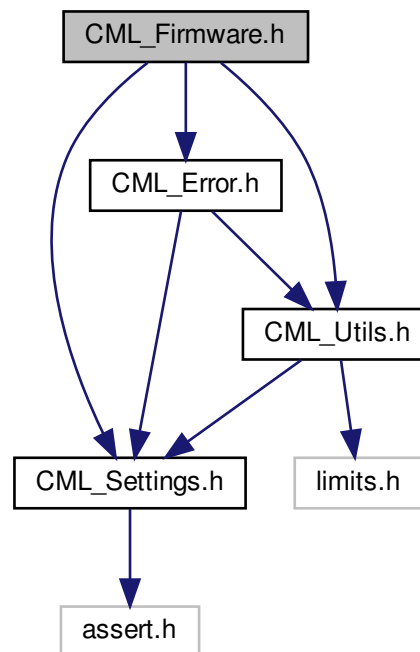 CML_Firmware.h
CML_Error.h
CML_Utils.h
CML_Settings.h
limits.h
assert.h